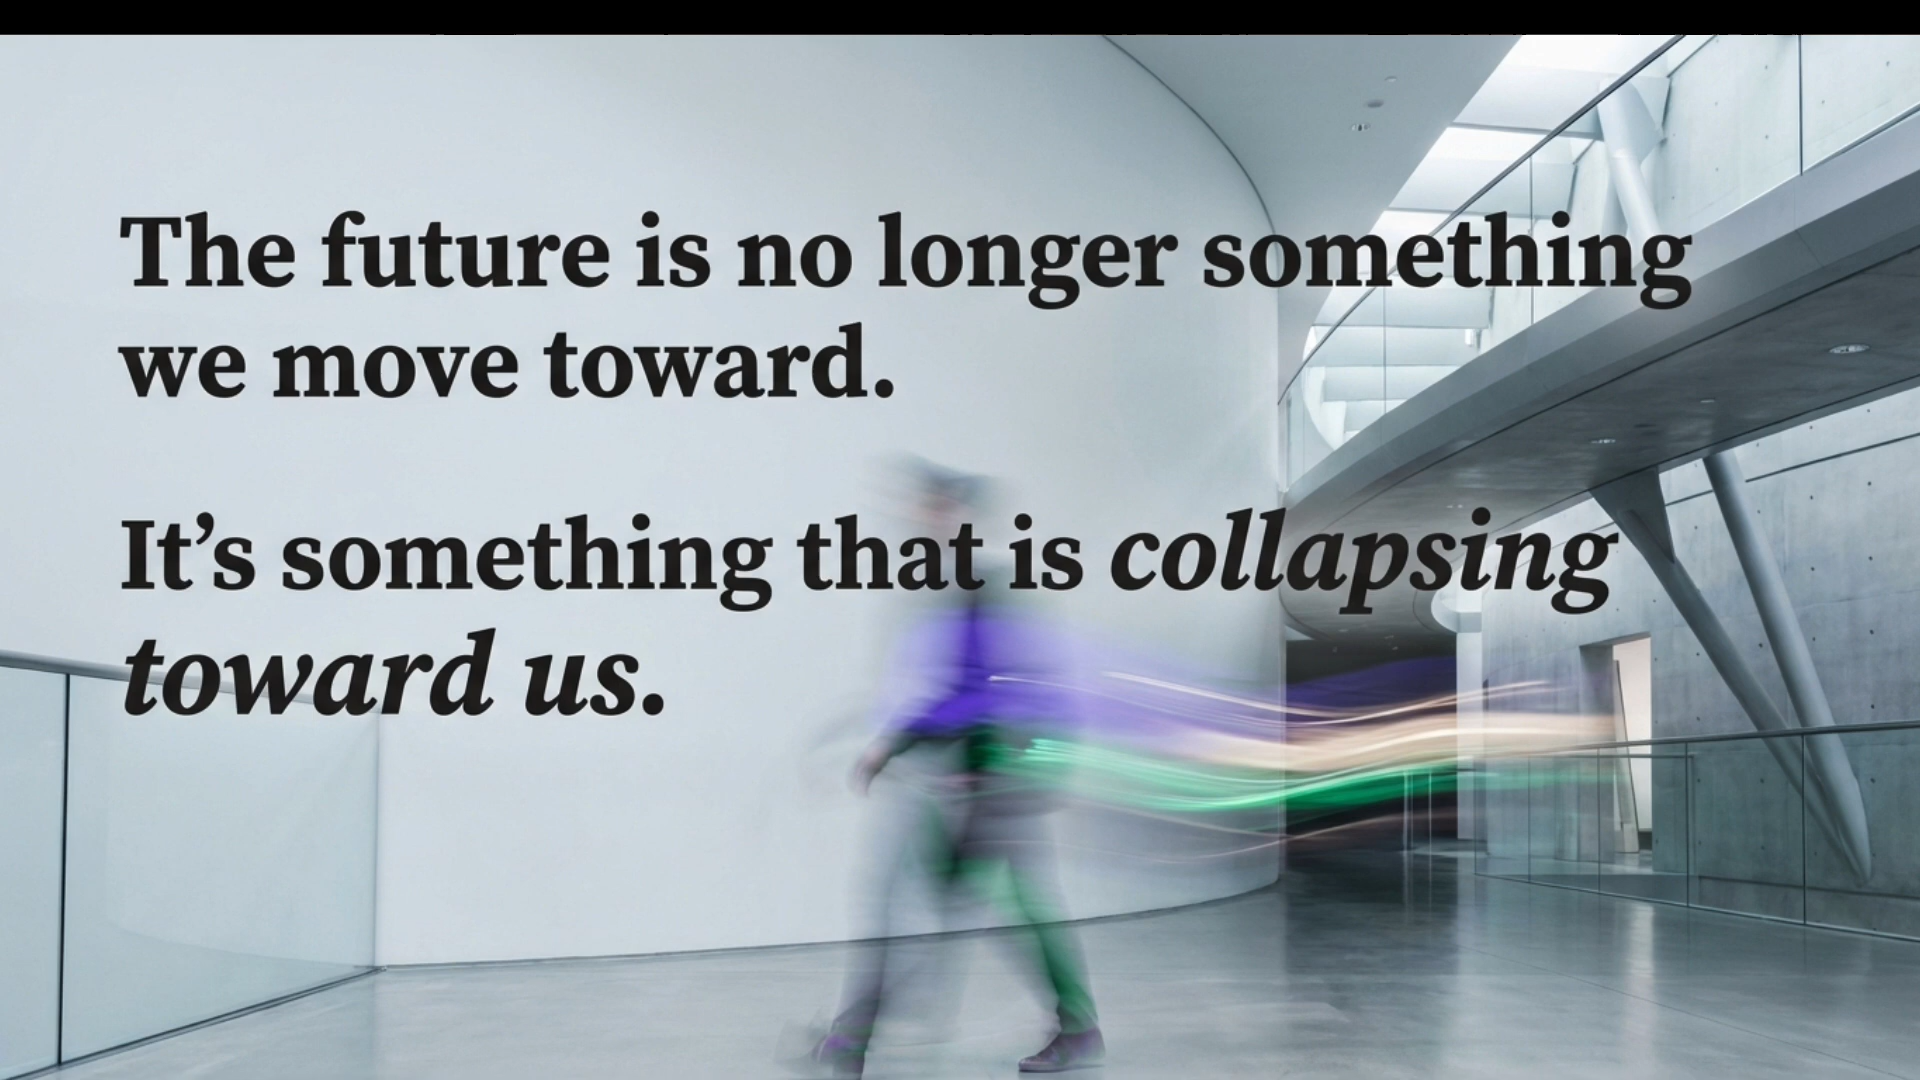 The future is no longer something
we move toward.
It’s something that is collapsing
toward us.